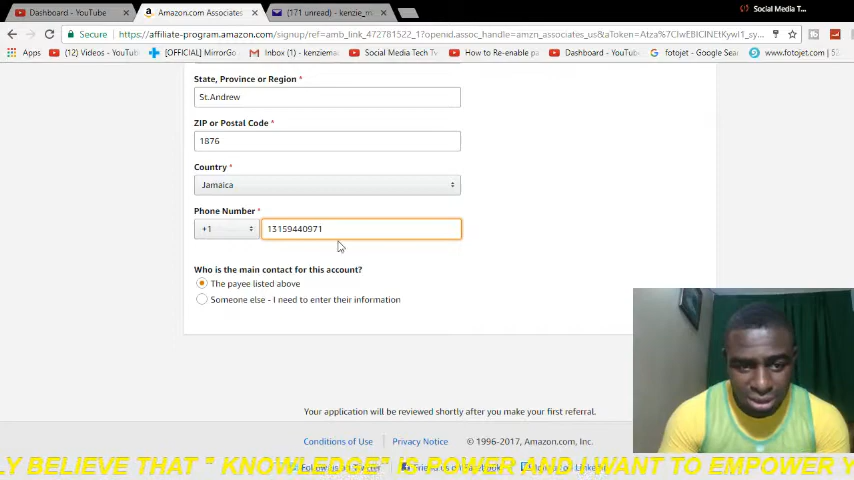 Dashboard - YouTube
Amazon.com Associates
(171 unread) - kenzie_m
Social Media T...
Secure
https://affiliate-program.amazon.com/signup/ref=amb_link_472781522_1?openid.assoc_handle=amzn_associates_us&aToken=
Apps
(12) Videos - YouTub
[OFFICIAL] MirrorGo
Inbox (1) - kenziem
Social Media Tech Tv
How to Re-enable p
Dashboard - YouTub
fotojet - Google Sear
www.fotojet.com
State, Province or Region *
St.Andrew
ZIP or Postal Code *
1876
Country *
Jamaica
Phone Number *
+1
13159440971
Who is the main contact for this account?
The payee listed above
Someone else - I need to enter their information
Your application will be reviewed shortly after you make your first referral.
Conditions of Use
Privacy Notice
© 1996-2017, Amazon.com, Inc.
LY BELIEVE THAT " KNOWLEDGE" IS POWER AND I WANT TO EMPOWER Y